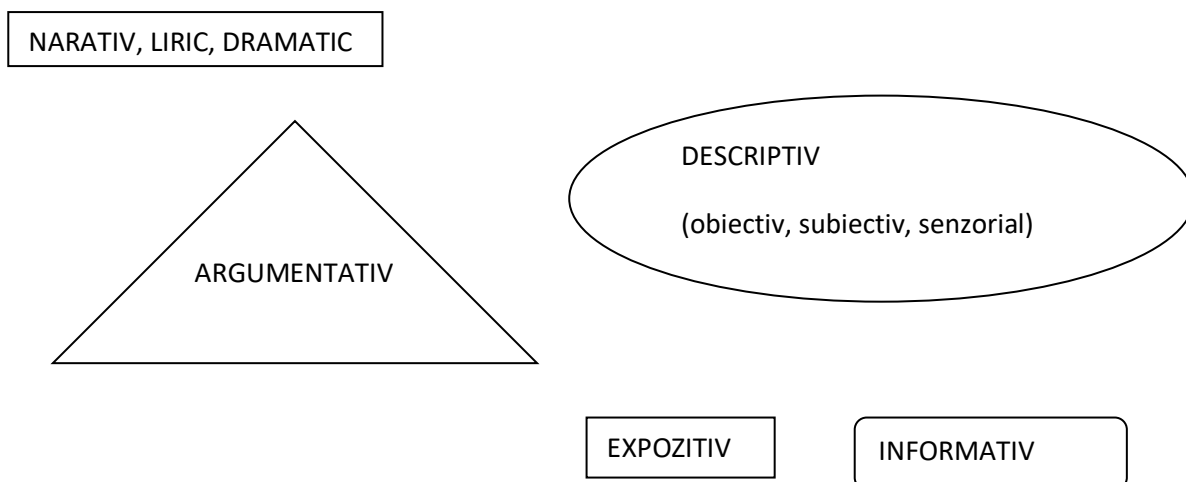 NARATIV, LIRIC, DRAMATIC
DESCRIPTIV
(obiectiv, subiectiv, senzorial)
ARGUMENTATIV
EXPOZITIV
INFORMATIV